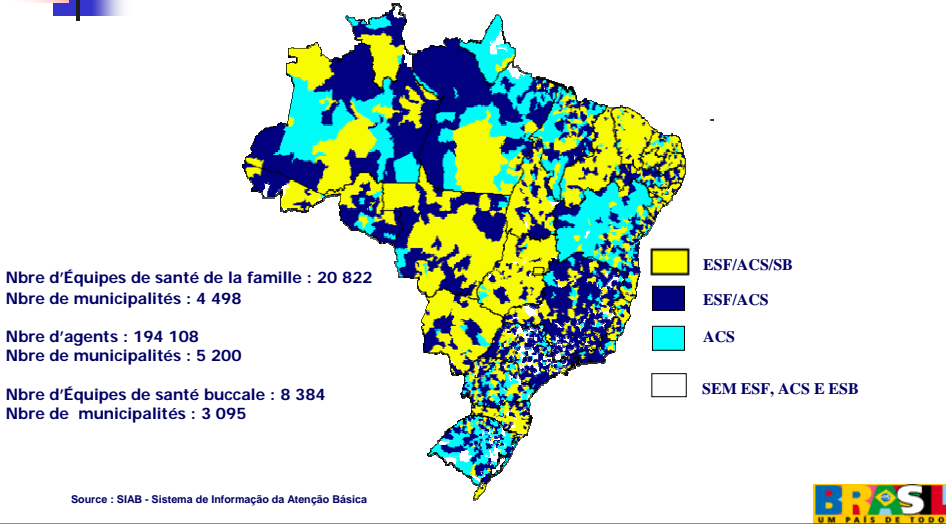 Nbre d'Équipes de santé de la famille : 20 822
Nbre de municipalités : 4 498
Nbre d'agents : 194 108
Nbre de municipalités : 5 200
Nbre d'Équipes de santé buccale : 8 384
Nbre de municipalités : 3 095
ESF/ACS/SB
ESF/ACS
ACS
SEM ESF, ACS E ESB
Source : SIAB - Sistema de Informação da Atenção Básica
BRASIL
UM PAÍS DE TODO